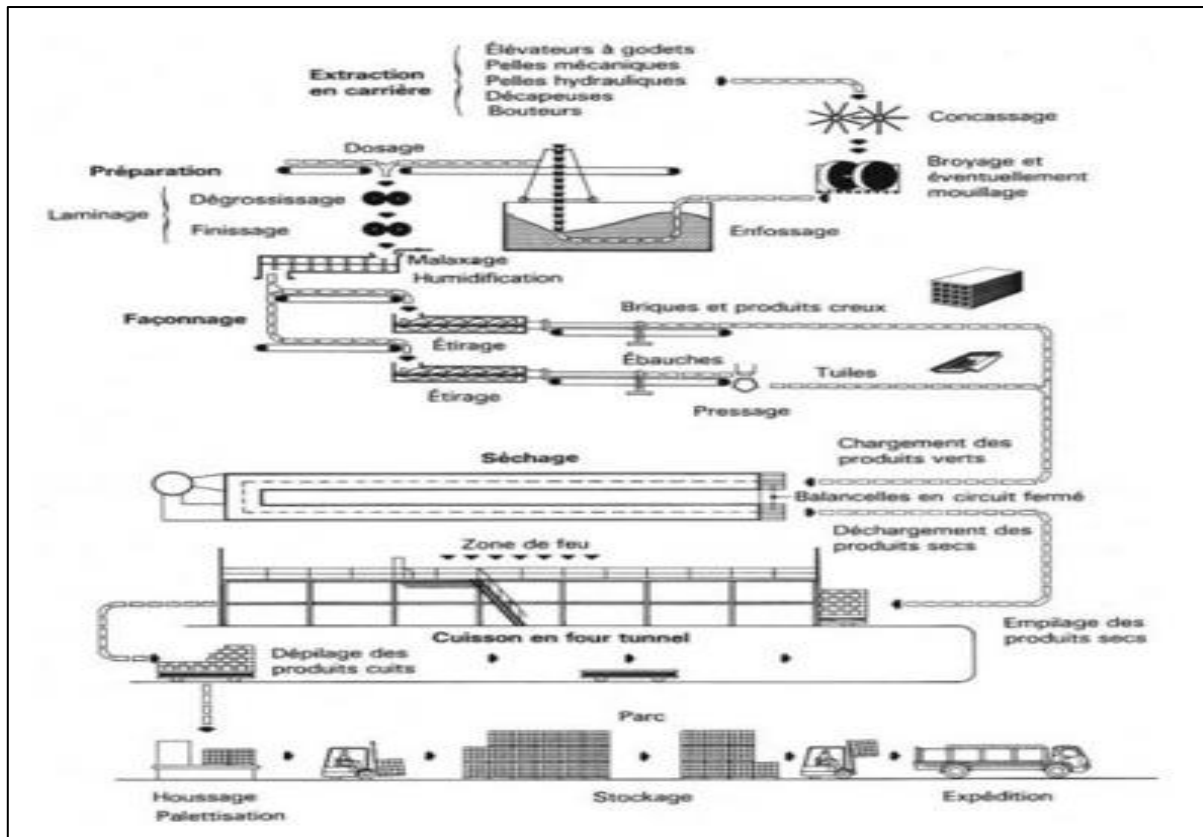 Extraction
en carrière
Élévateurs à godets
Pelles mécaniques
Pelles hydrauliques
Décapeuses
Bouteurs
Concassage
Broyage et
éventuellement
mouillage
Dosage
Préparation
Laminage
Dégrossissage
Finissage
Enfossage
Malaxage
Humidification
Façonnage
Briques et produits creux
Étirage
Ébauches
Tuiles
Étirage
Pressage
Chargement des
produits verts
Séchage
Balancelles en circuit fermé
Déchargement des
produits secs
Zone de feu
Cuisson en four tunnel
Empilage des
produits secs
Dépilage des
produits cuits
Parc
Houssage
Palettisation
Stockage
Expédition